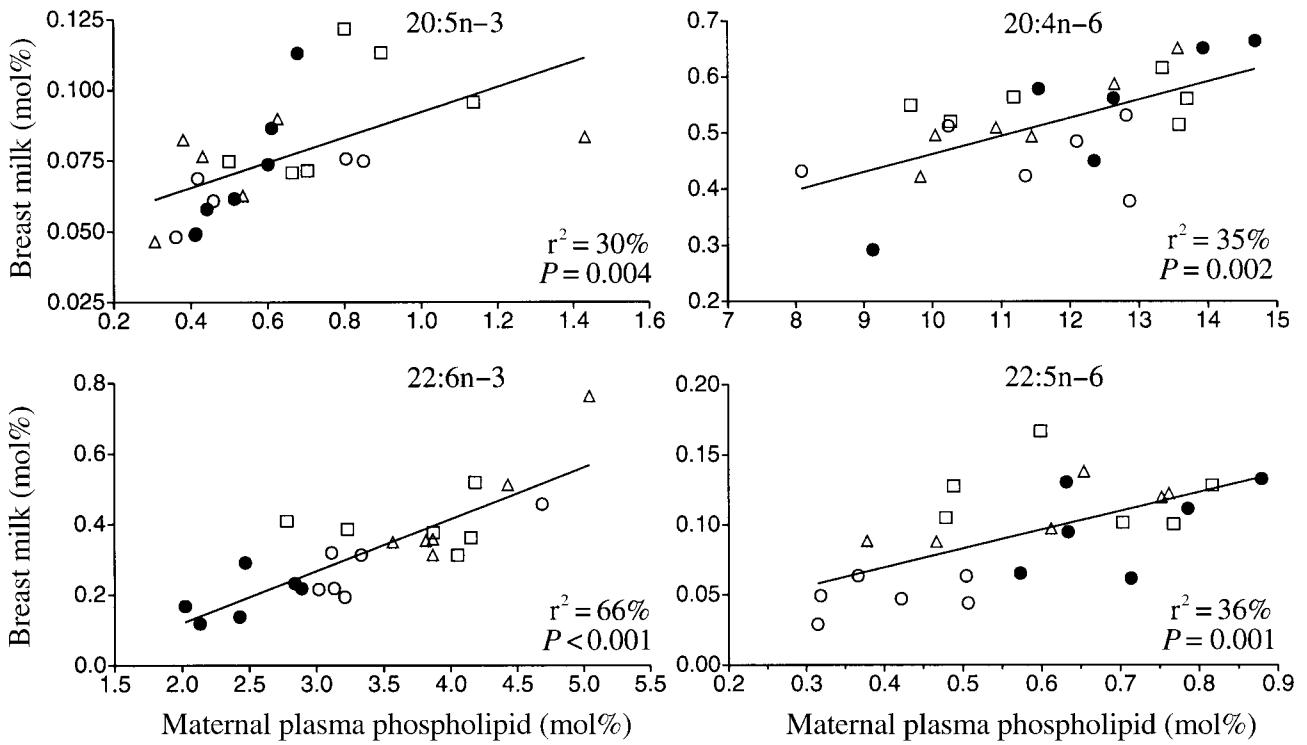 20:5n−3
Breast milk (mol%)
0.125
0.100
0.075
0.050
0.025
r² = 30%
P = 0.004
0.2 0.4 0.6 0.8 1.0 1.2 1.4 1.6
20:4n−6
0.7
0.6
0.5
0.4
0.3
0.2
r² = 35%
P = 0.002
7 8 9 10 11 12 13 14 15
22:6n−3
Breast milk (mol%)
0.8
0.6
0.4
0.2
0.0
r² = 66%
P < 0.001
1.5 2.0 2.5 3.0 3.5 4.0 4.5 5.0 5.5
Maternal plasma phospholipid (mol%)
22:5n−6
0.20
0.15
0.10
0.05
0.00
r² = 36%
P = 0.001
0.2 0.3 0.4 0.5 0.6 0.7 0.8 0.9
Maternal plasma phospholipid (mol%)